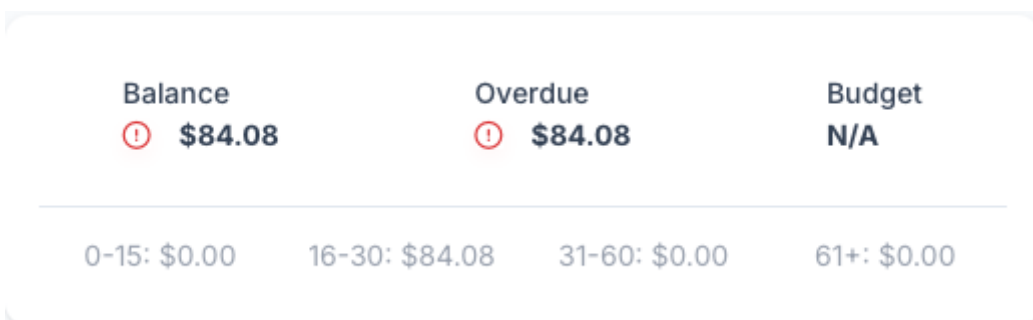 Balance Overdue Budget
$84.08 $84.08 N/A
0-15: $0.00 16-30: $84.08 31-60: $0.00 61+: $0.00